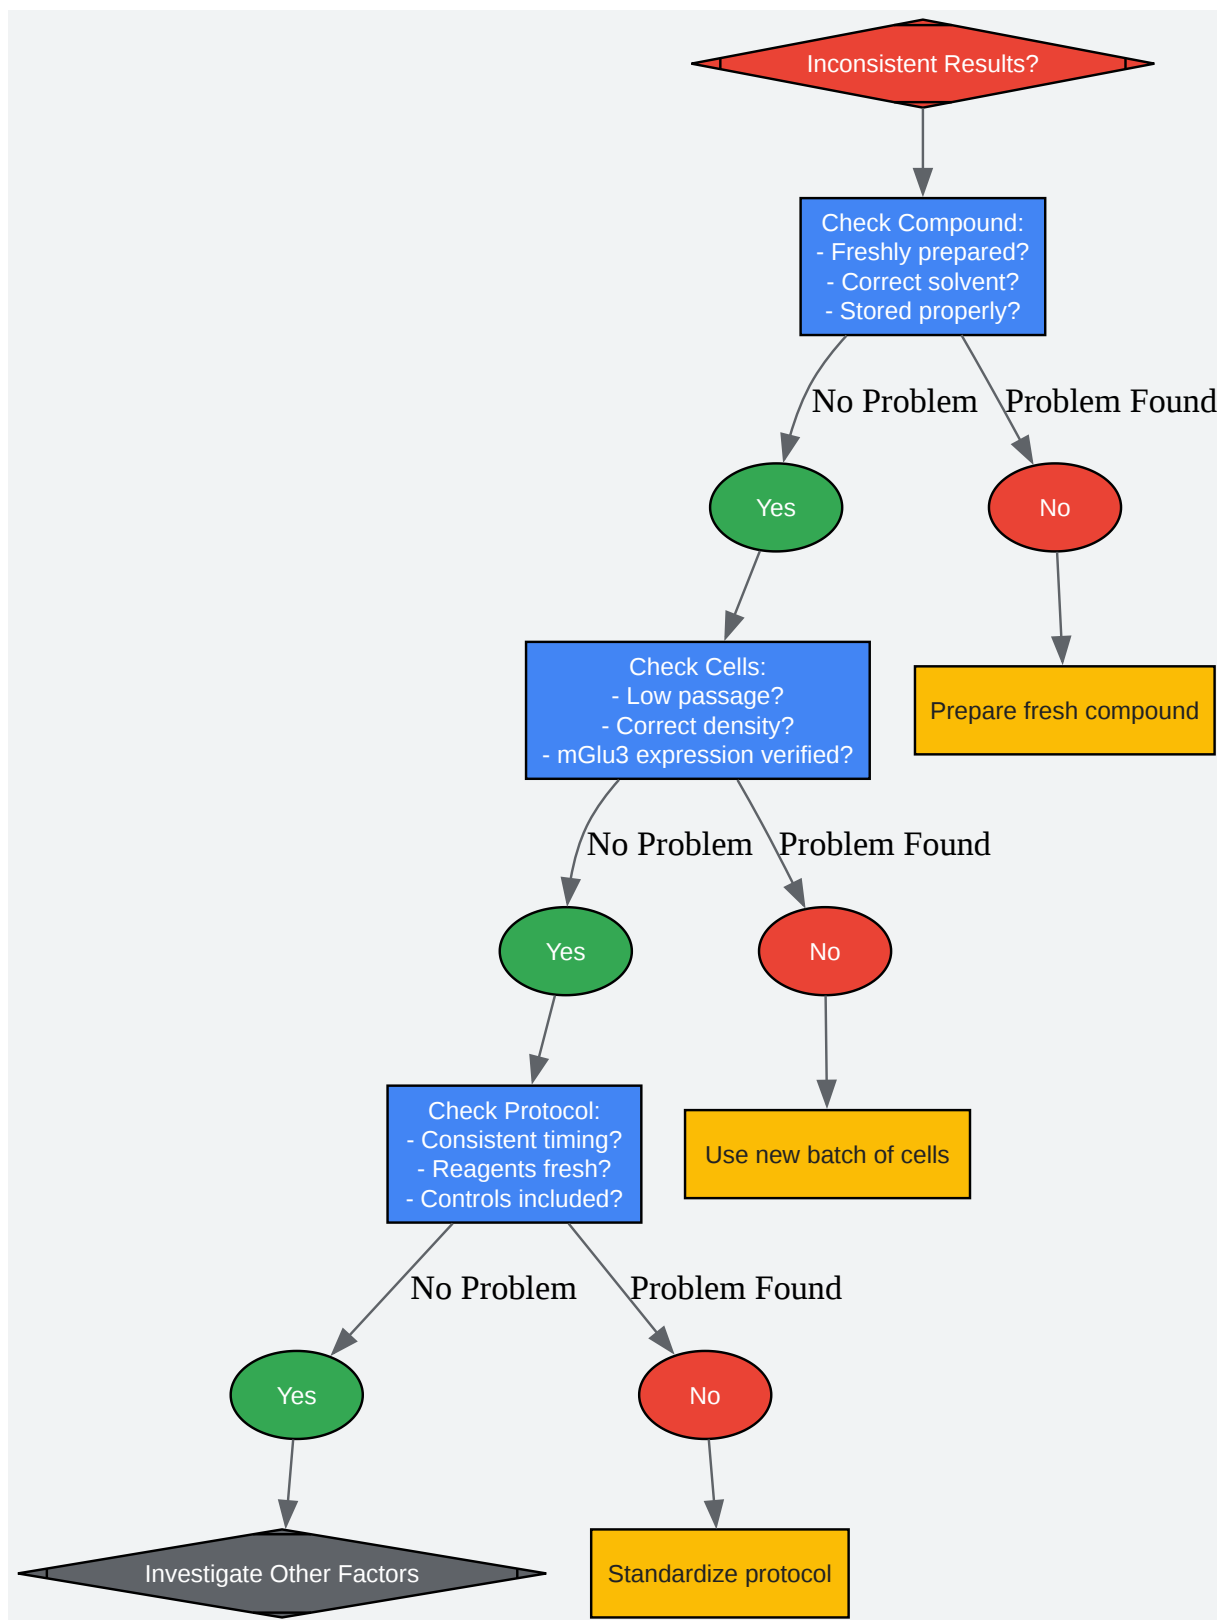 Inconsistent Results?
Check Compound:
- Freshly prepared?
- Correct solvent?
- Stored properly?
No Problem
Problem Found
Yes
No
Check Cells:
- Low passage?
- Correct density?
- mGlu3 expression verified?
Prepare fresh compound
No Problem
Problem Found
Yes
No
Check Protocol:
- Consistent timing?
- Reagents fresh?
- Controls included?
Use new batch of cells
No Problem
Problem Found
Yes
No
Investigate Other Factors
Standardize protocol